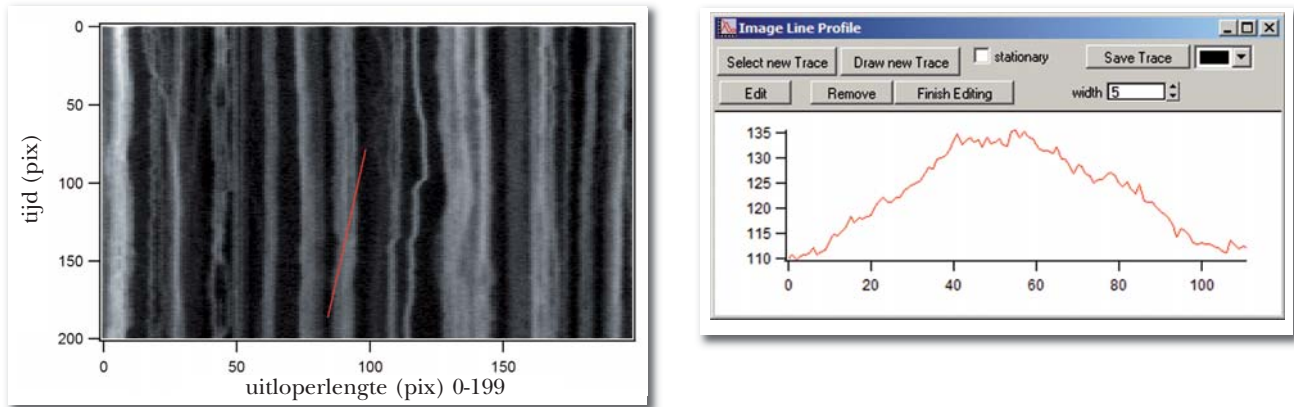 0
50
100
150
200
tijd (pix)
0 50 100 150
uitloperlengte (pix) 0-199
Image Line Profile
Select new Trace Draw new Trace stationary Save Trace
Edit Remove Finish Editing width 5
135
130
125
120
115
110
0 20 40 60 80 100